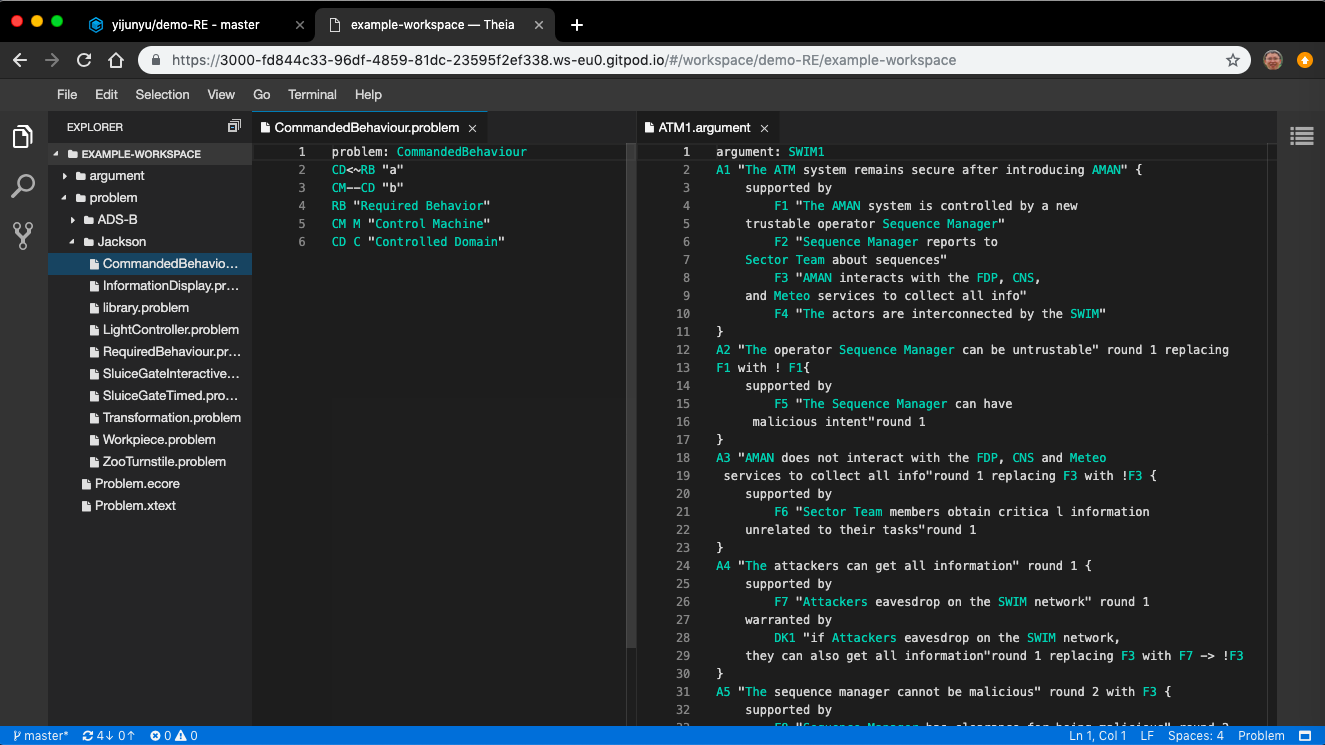 yijunyu/demo-RE - master
example-workspace — Theia
https://3000-fd844c33-96df-4859-81dc-23595f2ef338.ws-eu0.gitpod.io/#/workspace/demo-RE/example-workspace
File Edit Selection View Go Terminal Help
EXPLORER
EXAMPLE-WORKSPACE
argument
problem
ADS-B
Jackson
CommandedBehavio...
InformationDisplay.pr...
library.problem
LightController.problem
RequiredBehaviour.pr...
SluiceGateInteractive...
SluiceGateTimed.pro...
Transformation.problem
Workpiece.problem
ZooTurnstile.problem
Problem.ecore
Problem.xtext
CommandedBehaviour.problem
1 problem: CommandedBehaviour
2 CD<~RB "a"
3 CM--CD "b"
4 RB "Required Behavior"
5 CM M "Control Machine"
6 CD C "Controlled Domain"
ATM1.argument
1 argument: SWIM1
2 A1 "The ATM system remains secure after introducing AMAN" {
3 supported by
4 F1 "The AMAN system is controlled by a new
5 trustable operator Sequence Manager"
6 F2 "Sequence Manager reports to
7 Sector Team about sequences"
8 F3 "AMAN interacts with the FDP, CNS,
9 and Meteo services to collect all info"
10 F4 "The actors are interconnected by the SWIM"
11 }
12 A2 "The operator Sequence Manager can be untrustable" round 1 replacing
13 F1 with ! F1{
14 supported by
15 F5 "The Sequence Manager can have
16 malicious intent"round 1
17 }
18 A3 "AMAN does not interact with the FDP, CNS and Meteo
19 services to collect all info"round 1 replacing F3 with !F3 {
20 supported by
21 F6 "Sector Team members obtain critica l information
22 unrelated to their tasks"round 1
23 }
24 A4 "The attackers can get all information" round 1 {
25 supported by
26 F7 "Attackers eavesdrop on the SWIM network" round 1
27 warranted by
28 DK1 "if Attackers eavesdrop on the SWIM network,
29 they can also get all information"round 1 replacing F3 with F7 -> !F3
30 }
31 A5 "The sequence manager cannot be malicious" round 2 with F3 {
32 supported by
33 F8 "Sequence Manager has clearance for being malicious" round 2
master* 4↓ 0↑ 0 0
Ln 1, Col 1 LF Spaces: 4 Problem